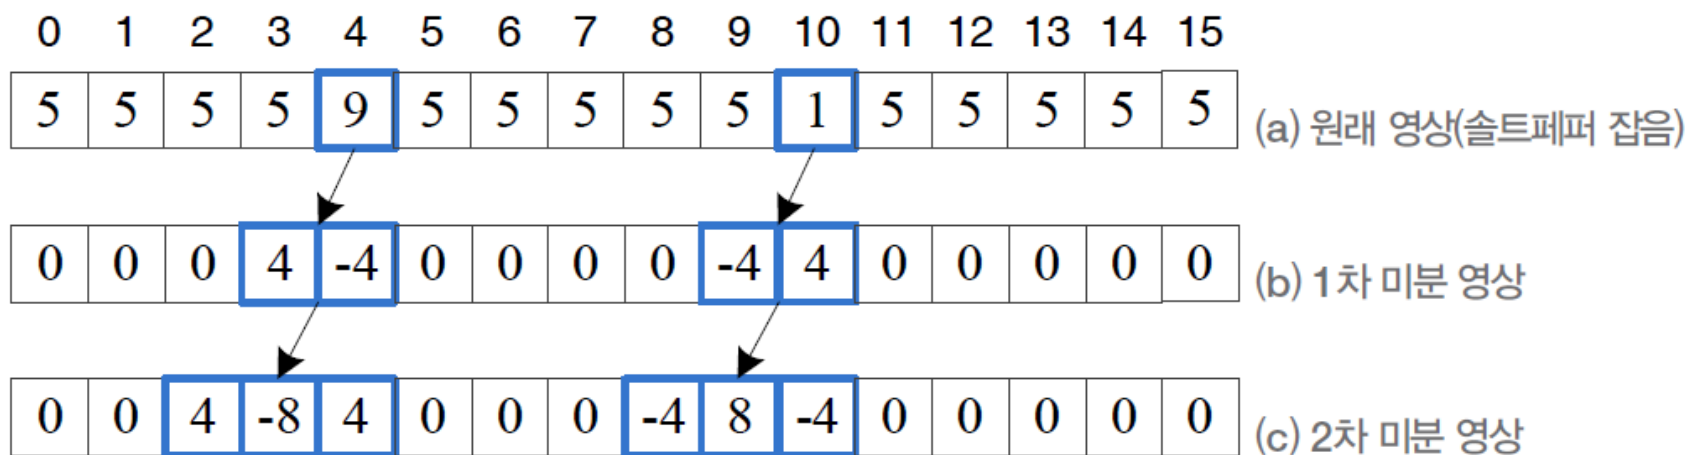 0 1 2 3 4 5 6 7 8 9 10 11 12 13 14 15
5 5 5 5 9 5 5 5 5 5 1 5 5 5 5 5 (a) 원래 영상(솔트페퍼 잡음)
0 0 0 4 -4 0 0 0 0 -4 4 0 0 0 0 0 (b) 1차 미분 영상
0 0 4 -8 4 0 0 0 -4 8 -4 0 0 0 0 0 (c) 2차 미분 영상